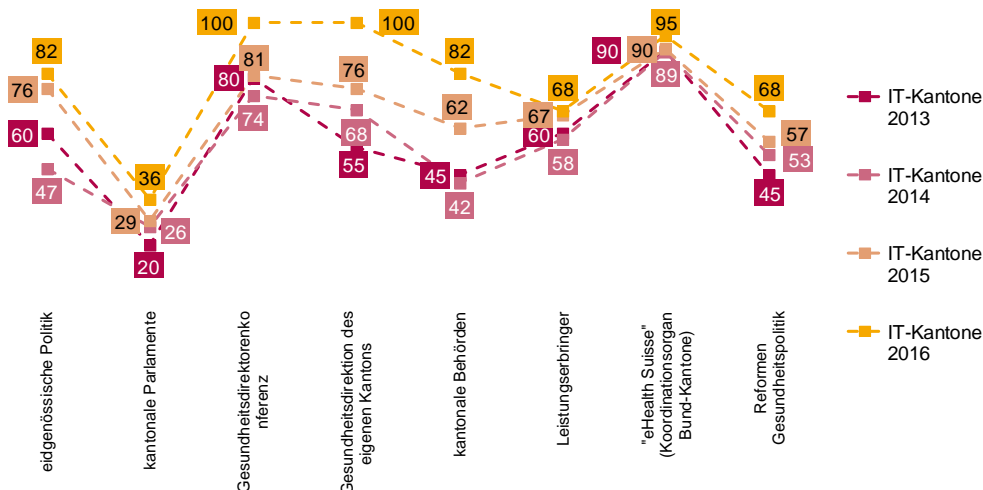 100
100
95
82
81
82
90
90
76
76
80
62
68
68
89
67
60
60
74
68
57
47
55
45
58
53
45
42
36
29
26
20
IT-Kantone
2013
IT-Kantone
2014
IT-Kantone
2015
IT-Kantone
2016
eidgenössische Politik
kantonale Parlamente
Gesundheitsdirektorenko
nferenz
Gesundheitsdirektion des
eigenen Kantons
kantonale Behörden
Leistungserbringer
"eHealth Suisse"
(Koordinationsorgan
Bund-Kantone)
Reformen
Gesundheitspolitik